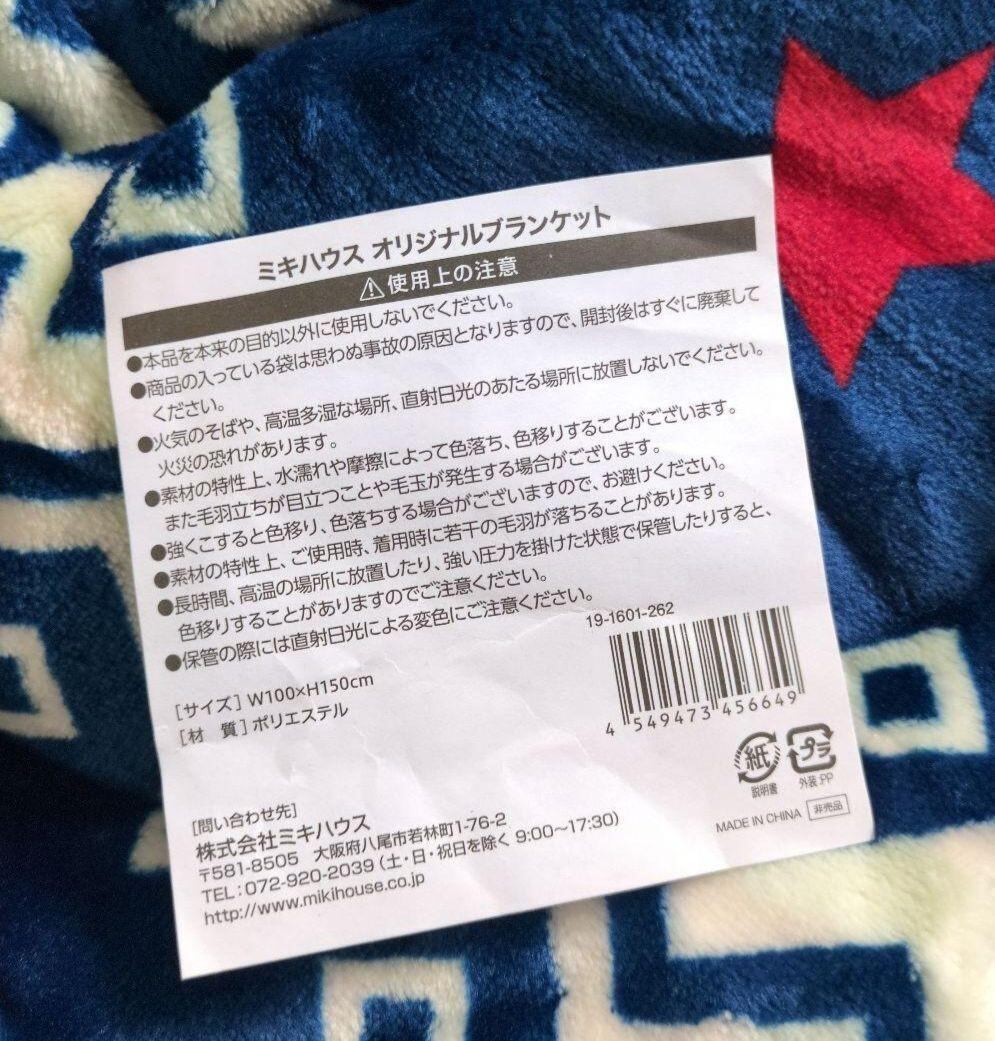 ミキハウス オリジナルブランケット
⚠使用上の注意
●本品を本来の目的以外に使用しないでください。
●商品の入っている袋は思わぬ事故の原因となりますので、開封後はすぐに廃棄して
ください。
●火気のそばや、高温多湿な場所、直射日光のあたる場所に放置しないでください。
火災の恐れがあります。
●素材の特性上、水濡れや摩擦によって色落ち、色移りすることがございます。
また毛羽立ちが目立つことや毛玉が発生する場合がございます。
●強くこすると色移り、色落ちする場合がございますので、お避けください。
●素材の特性上、ご使用時、着用時に若干の毛羽が落ちることがあります。
●長時間、高温の場所に放置したり、強い圧力を掛けた状態で保管したりすると、
色移りすることがありますのでご注意ください。
●保管の際には直射日光による変色にご注意ください。
19-1601-262
[サイズ] W100×H150cm
[材 質] ポリエステル
4 549473 456649
紙
説明書
プラ
外装:PP
MADE IN CHINA 非売品
[問い合わせ先]
株式会社ミキハウス
〒581-8505 大阪府八尾市若林町1-76-2
TEL:072-920-2039 (土・日・祝日を除く 9:00~17:30)
http://www.mikihouse.co.jp